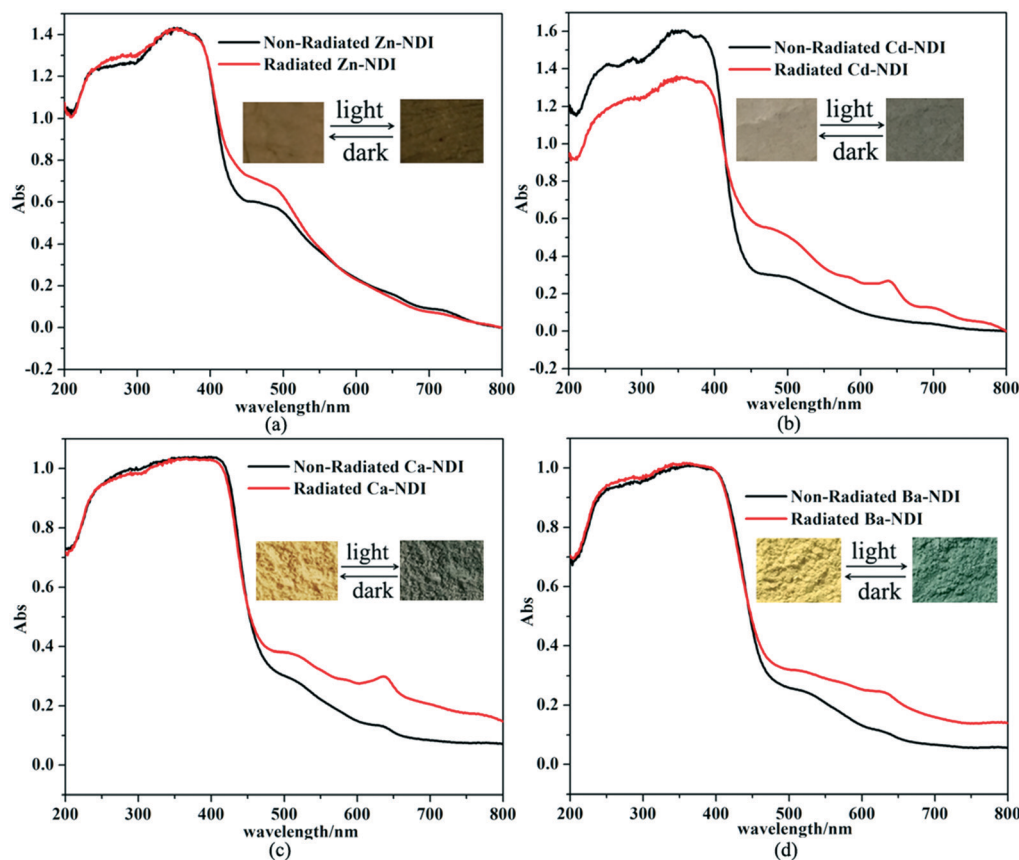 1.4
1.2
1.0
0.8
0.6
0.4
0.2
0.0
-0.2
Abs
Non-Radiated Zn-NDI
Radiated Zn-NDI
light
dark
200 300 400 500 600 700 800
wavelength/nm
(a)
1.6
1.4
1.2
1.0
0.8
0.6
0.4
0.2
0.0
-0.2
Abs
Non-Radiated Cd-NDI
Radiated Cd-NDI
light
dark
200 300 400 500 600 700 800
wavelength/nm
(b)
1.0
0.8
0.6
0.4
0.2
0.0
Abs
Non-Radiated Ca-NDI
Radiated Ca-NDI
light
dark
200 300 400 500 600 700 800
wavelength/nm
(c)
1.0
0.8
0.6
0.4
0.2
0.0
Abs
Non-Radiated Ba-NDI
Radiated Ba-NDI
light
dark
200 300 400 500 600 700 800
wavelength/nm
(d)